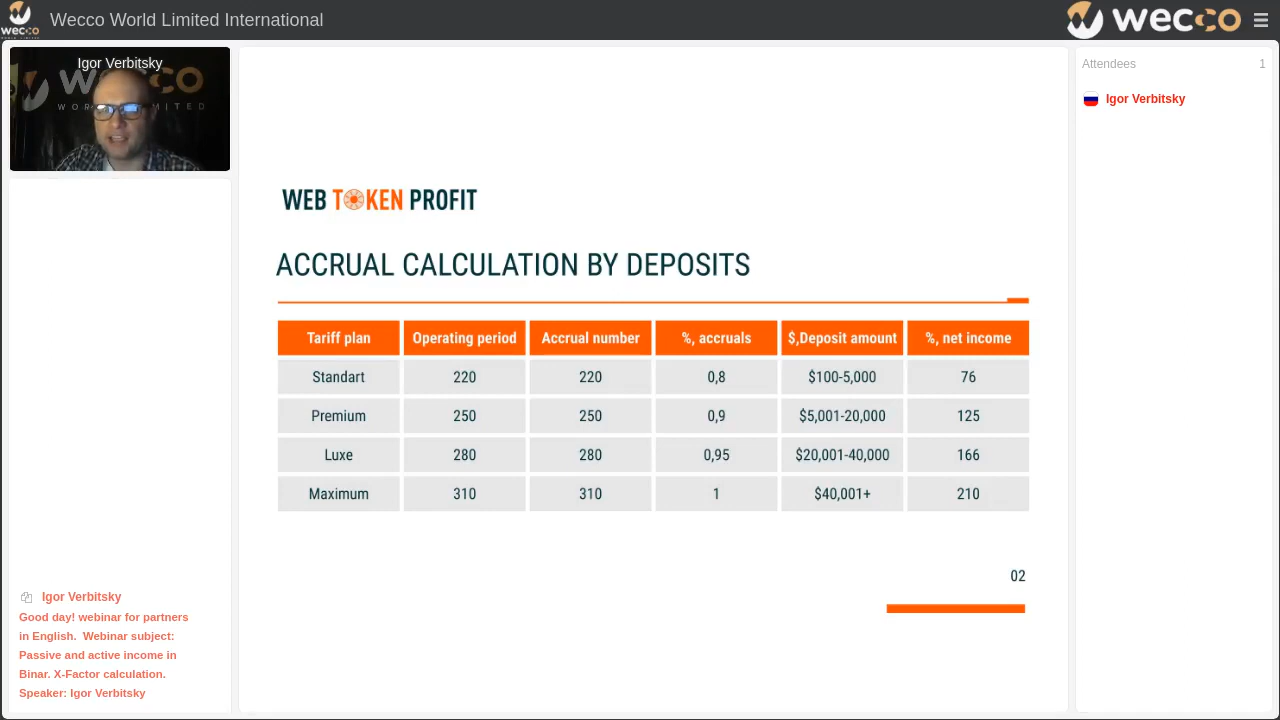 wecco
Wecco World Limited International
wecco
Igor Verbitsky
Attendees 1
Igor Verbitsky
WEB TOKEN PROFIT
ACCRUAL CALCULATION BY DEPOSITS
Tariff plan Operating period Accrual number %, accruals $,Deposit amount %, net income
Standart 220 220 0,8 $100-5,000 76
Premium 250 250 0,9 $5,001-20,000 125
Luxe 280 280 0,95 $20,001-40,000 166
Maximum 310 310 1 $40,001+ 210
02
Igor Verbitsky
Good day! webinar for partners
in English. Webinar subject:
Passive and active income in
Binar. X-Factor calculation.
Speaker: Igor Verbitsky